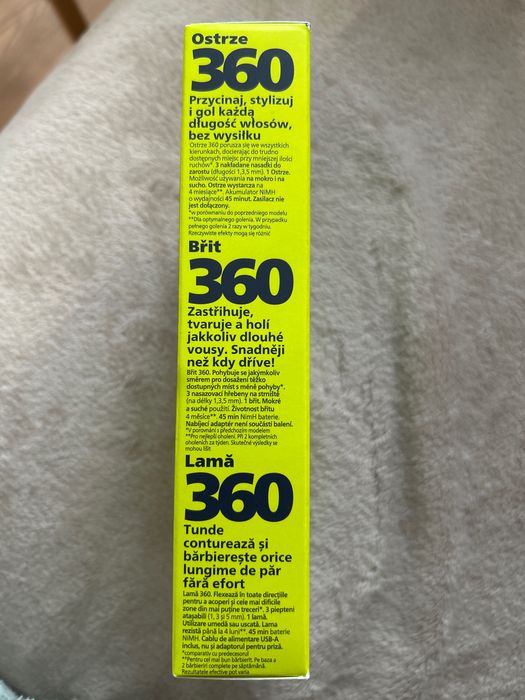 Ostrze
360
Przycinaj, stylizuj
i gol każdą
długość włosów,
bez wysiłku
Ostrze 360 porusza się we wszystkich
kierunkach, docierając do trudno
dostępnych miejsc przy mniejszej ilości
ruchów*. 3 nakładane nasadki do
zarostu (długości 1,3,5 mm). 1 Ostrze.
Możliwość używania na mokro i na
sucho. Ostrze wystarcza na
4 miesiące**. Akumulator NiMH
o wydajności 45 minut. Zasilacz nie
jest dołączony.
*w porównaniu do poprzedniego modelu
**Dla optymalnego golenia. W przypadku
pełnego golenia 2 razy w tygodniu.
Rzeczywiste efekty mogą się różnić
Břit
360
Zastřihuje,
tvaruje a holí
jakkoliv dlouhé
vousy. Snadněji
než kdy dříve!
Břit 360. Pohybuje se jakýmkoliv
směrem pro dosažení těžko
dostupných míst s méně pohyby*.
3 nasazovací hřebeny na strniště
(na délky 1,3,5 mm). 1 břit. Mokré
a suché použití. Životnost břitu
4 měsíce**. 45 min NimH baterie.
Nabíjecí adaptér není součástí balení.
*V porovnání s předchozím modelem
**Pro nejlepší oholení. Při 2 kompletních
oholeních za týden. Skutečné výsledky se
mohou lišit
Lamă
360
Tunde
conturează și
bărbierește orice
lungime de păr
fără efort
Lamă 360. Flexează în toate direcțiile
pentru a acoperi și cele mai dificile
zone din mai puține treceri*. 3 piepteni
atașabili (1, 3 și 5 mm). 1 lamă.
Utilizare umedă sau uscată. Lama
rezistă până la 4 luni**. 45 min baterie
NiMH. Cablu de alimentare USB-A
inclus, nu și adaptorul pentru priză.
*comparativ cu predecesorul
**Pentru cel mai bun bărbierit. Pe baza a
2 bărbieriri complete pe săptămână.
Rezultatele efective pot varia